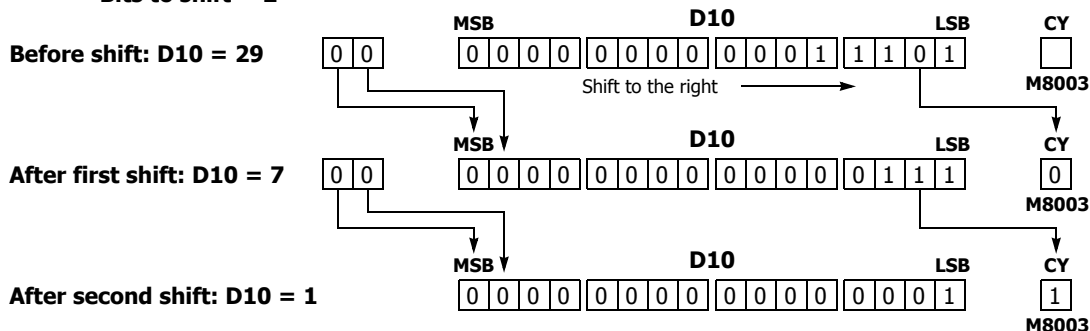 Bits to shift = 2
MSB D10 LSB CY
Before shift: D10 = 29 0 0 0 0 0 0 0 0 0 0 0 0 0 1 1 1 0 1
Shift to the right M8003
MSB D10 LSB CY
After first shift: D10 = 7 0 0 0 0 0 0 0 0 0 0 0 0 0 0 0 1 1 1 0
M8003
MSB D10 LSB CY
After second shift: D10 = 1 0 0 0 0 0 0 0 0 0 0 0 0 0 0 0 1 1
M8003